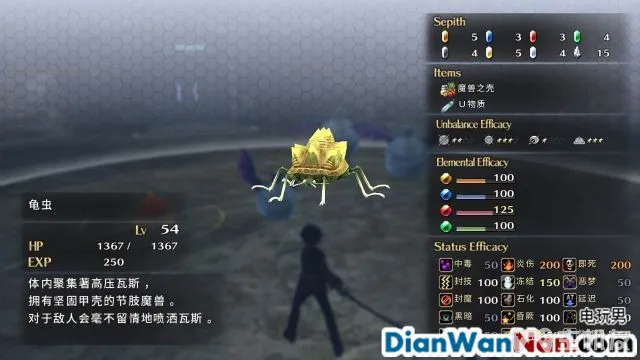 Sepith
5 3 3 4
4 5 4 15
Items
魔兽之壳
U物质
Unbalance Efficacy
Elemental Efficacy
100
100
125
100
Status Efficacy
中毒 50 炎伤 200 即死 200
封技 100 冻结 150 恶梦 50
封魔 100 石化 100 延迟 50
黑暗 50 昏厥 100
龟虫
Lv 54
HP 1367/ 1367
EXP 250
体内聚集著高压瓦斯，
拥有坚固甲壳的节肢魔兽。
对于敌人会毫不留情地喷洒瓦斯。
电玩男
DianWanNan.com